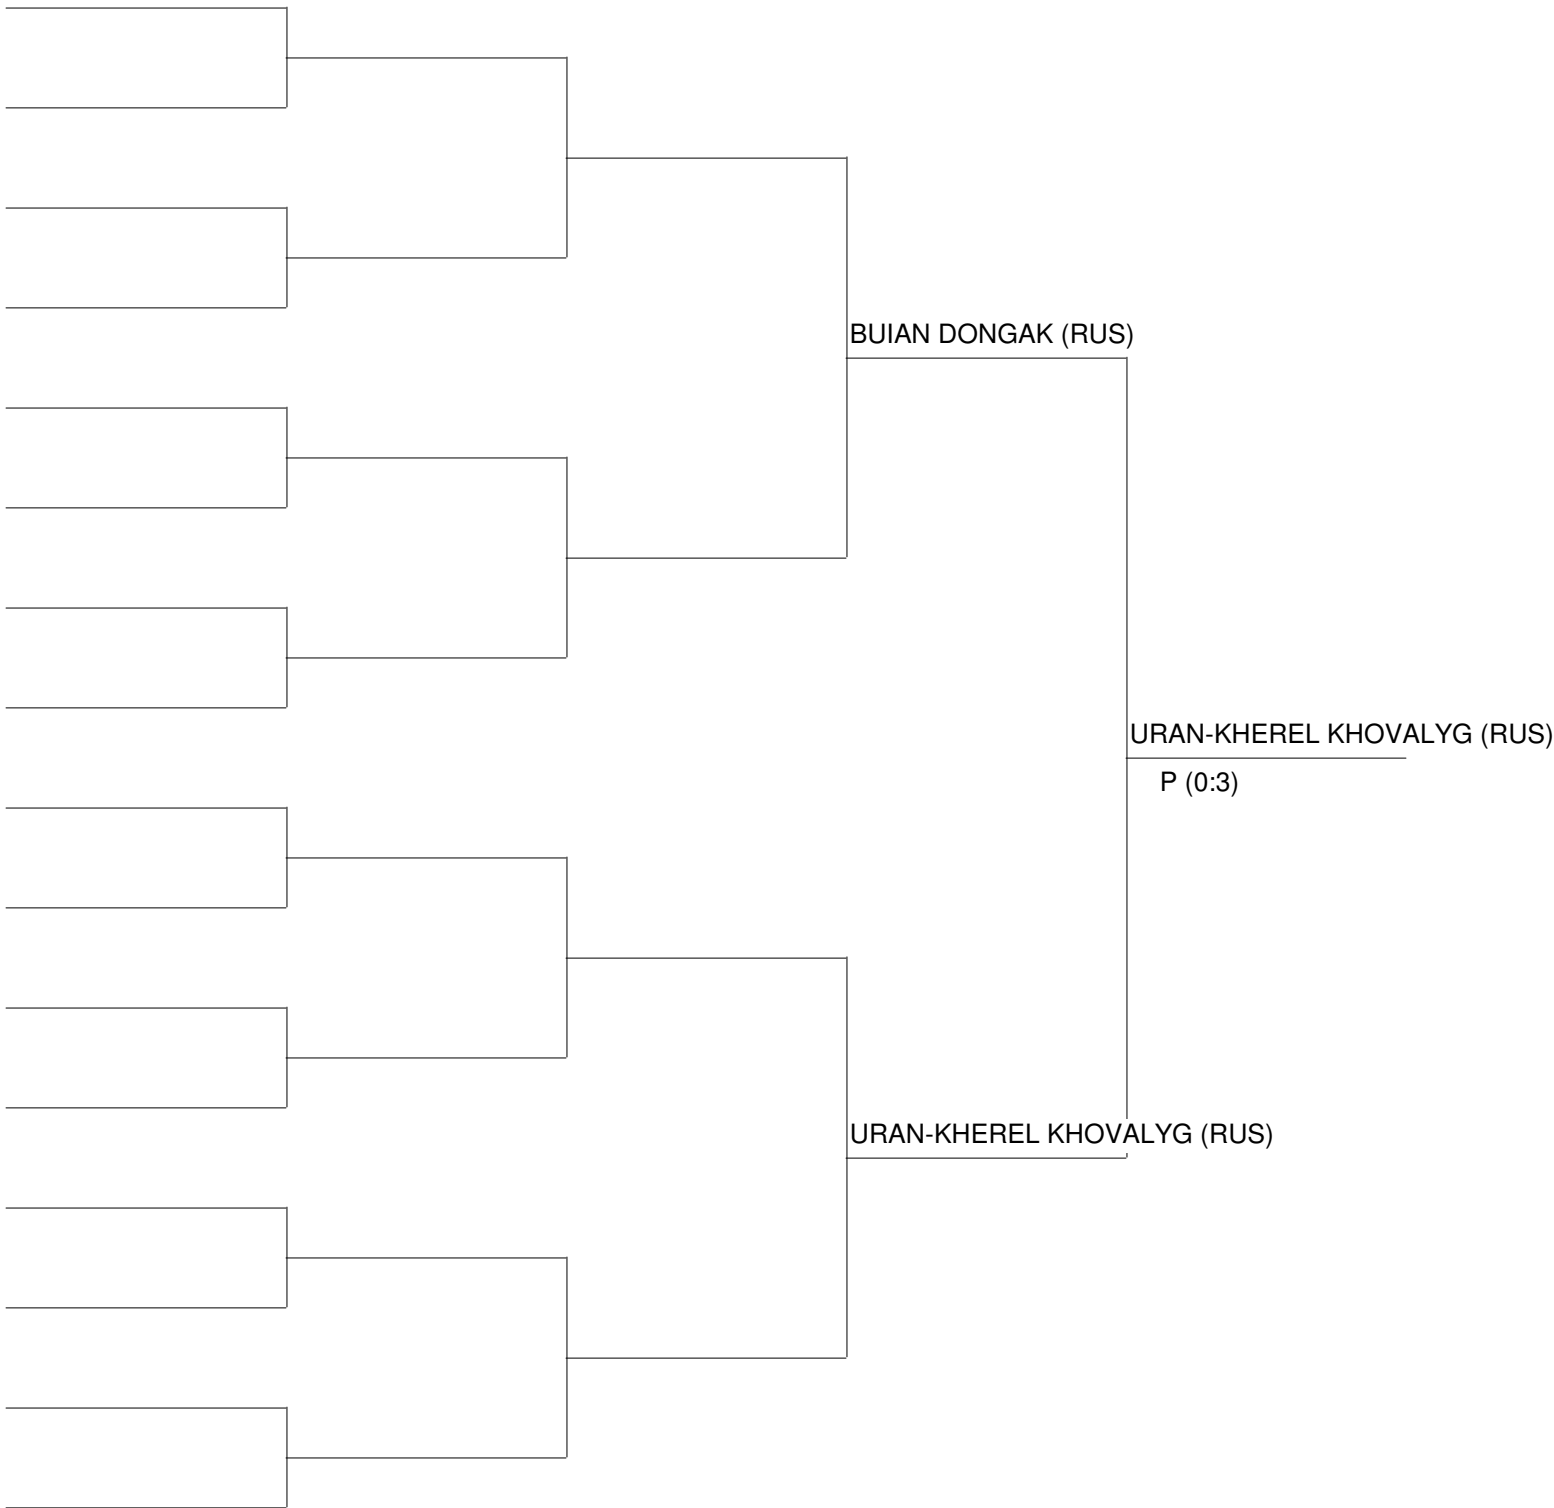 BUIAN DONGAK (RUS)
URAN-KHEREL KHOVALYG (RUS)
P (0:3)
URAN-KHEREL KHOVALYG (RUS)